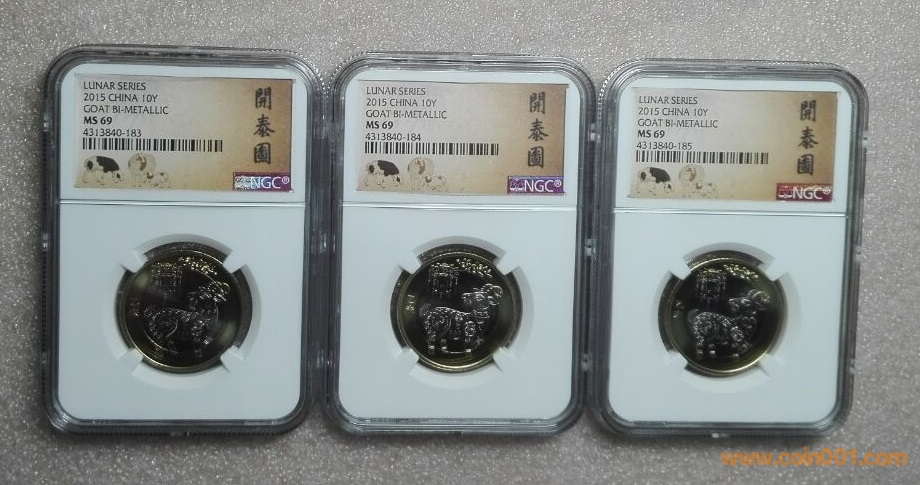 LUNAR SERIES
2015 CHINA 10Y
GOAT BI-METALLIC
MS 69
4313840-183
開泰圖
NGC®
LUNAR SERIES
2015 CHINA 10Y
GOAT BI-METALLIC
MS 69
4313840-184
開泰圖
NGC®
LUNAR SERIES
2015 CHINA 10Y
GOAT BI-METALLIC
MS 69
4313840-185
開泰圖
NGC®
www.coin001.com